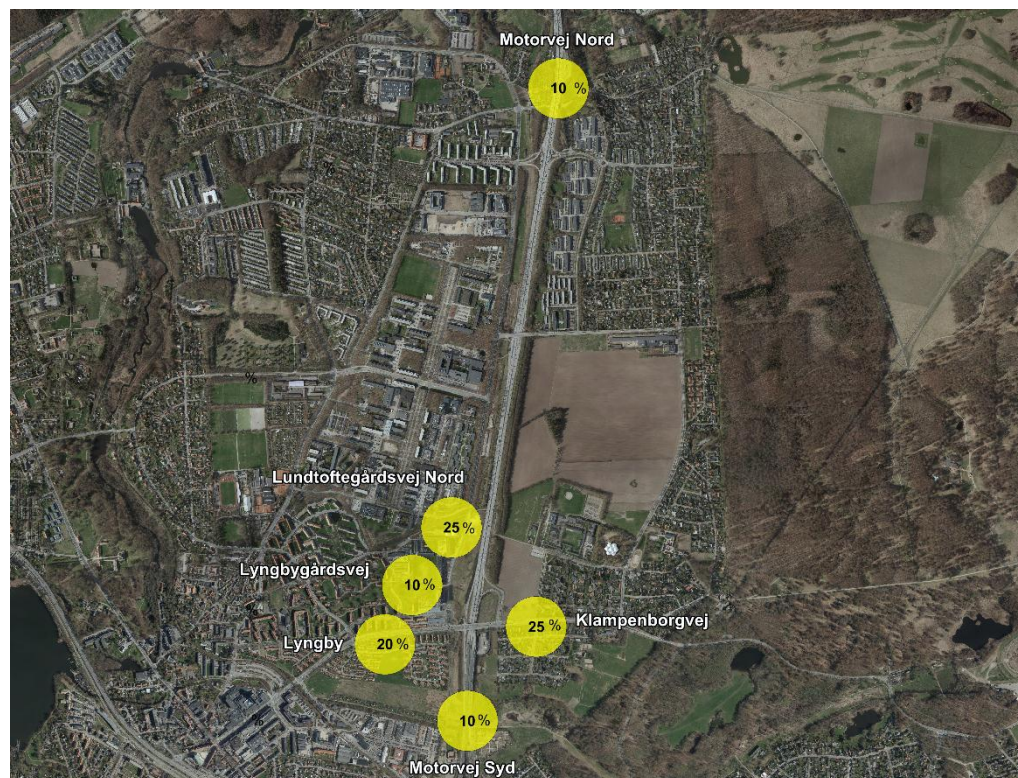 Motorvej Nord
10 %
%
Lundtoftegårdsvej Nord
25 %
Lyngbygårdsvej
10 %
Klampenborgvej
25 %
Lyngby
20 %
%
10 %
Motorvej Syd